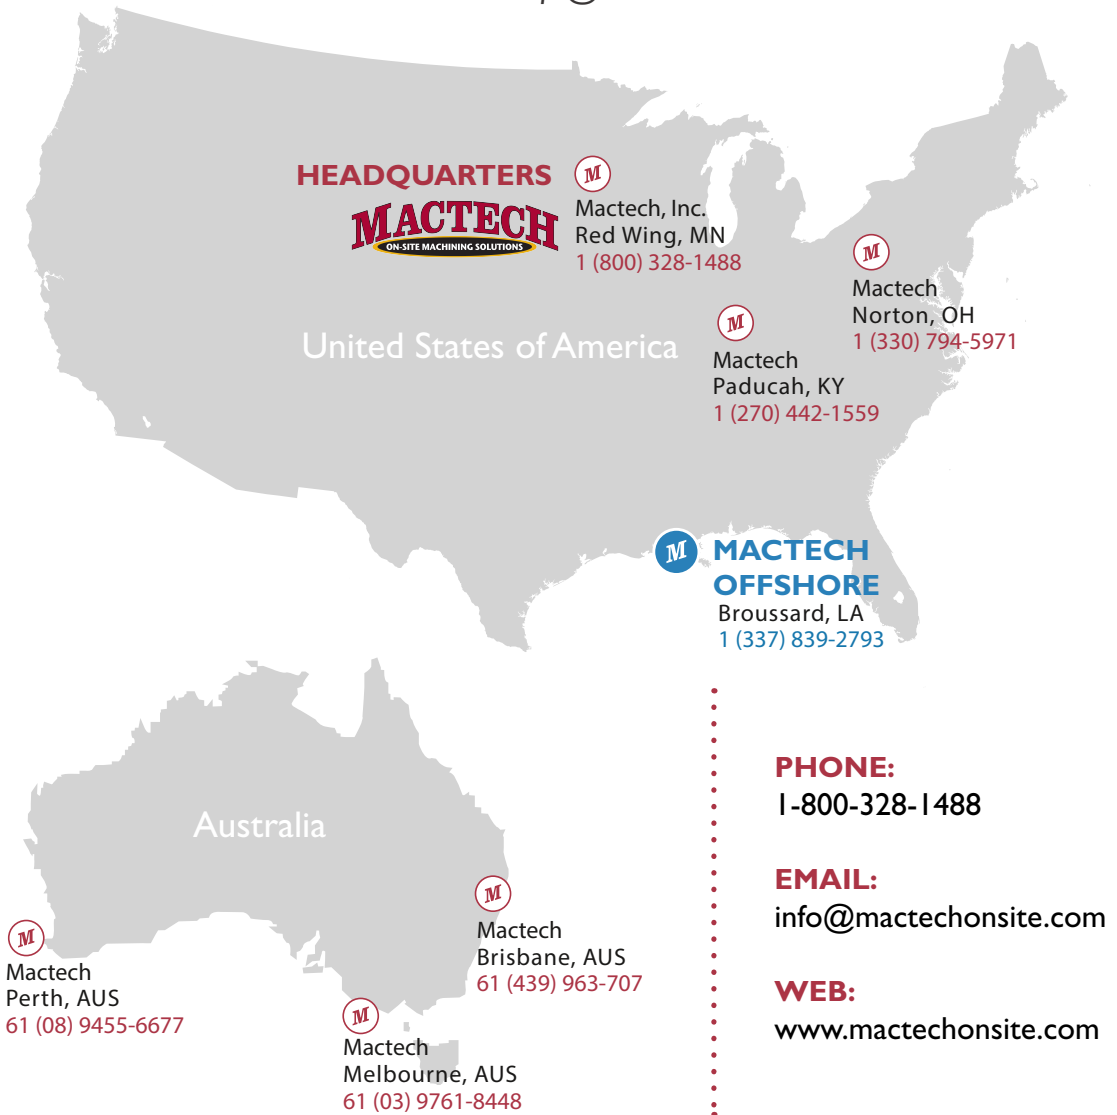 HEADQUARTERS
MACTECH
ON-SITE MACHINING SOLUTIONS
M
Mactech, Inc.
Red Wing, MN
1 (800) 328-1488
M
Mactech
Norton, OH
1 (330) 794-5971
United States of America
M
Mactech
Paducah, KY
1 (270) 442-1559
M
MACTECH
OFFSHORE
Broussard, LA
1 (337) 839-2793
Australia
M
Mactech
Perth, AUS
61 (08) 9455-6677
M
Mactech
Brisbane, AUS
61 (439) 963-707
M
Mactech
Melbourne, AUS
61 (03) 9761-8448
PHONE:
1-800-328-1488
EMAIL:
info@mactechonsite.com
WEB:
www.mactechonsite.com